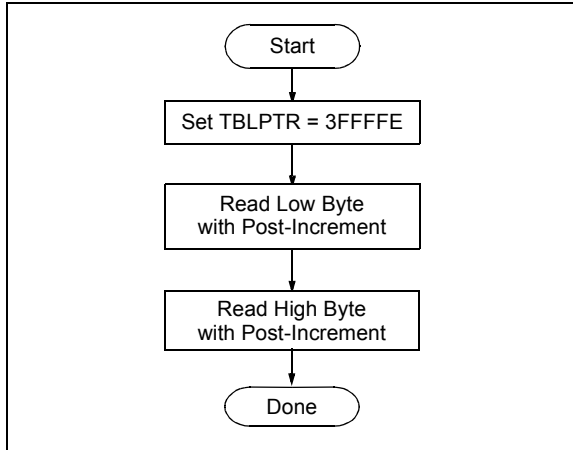 Start
Set TBLPTR = 3FFFFE
Read Low Byte
with Post-Increment
Read High Byte
with Post-Increment
Done